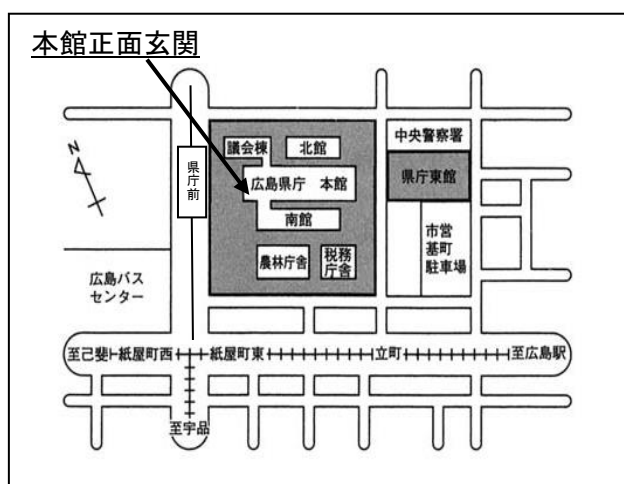 本館正面玄関
中央警察署
議会棟
北館
N
県庁前
広島県庁 本館
県庁東館
南館
市営
基町
駐車場
農林庁舎
税務
庁舎
広島バス
センター
至己斐
紙屋町西
紙屋町東
立町
至広島駅
至宇品